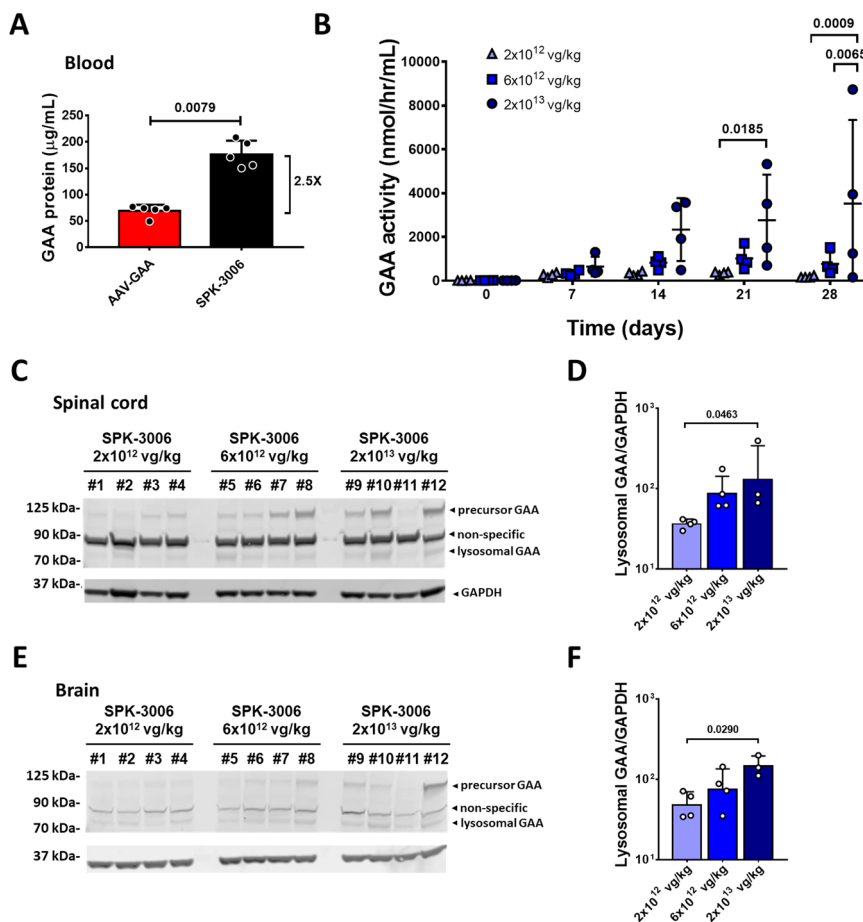 A
Blood
0.0079
GAA protein (μg/mL)
250
200
150
100
50
0
2.5X
AAV-GAA
SPK-3006
B
0.0009
0.0065
0.0185
2x10¹² vg/kg
6x10¹² vg/kg
2x10¹³ vg/kg
GAA activity (nmol/hr/mL)
10000
8000
6000
4000
2000
0
0 7 14 21 28
Time (days)
C
Spinal cord
SPK-3006 SPK-3006 SPK-3006
2x10¹² vg/kg 6x10¹² vg/kg 2x10¹³ vg/kg
#1 #2 #3 #4 #5 #6 #7 #8 #9 #10 #11 #12
125 kDa-
90 kDa-
70 kDa-
37 kDa-
precursor GAA
non-specific
lysosomal GAA
GAPDH
D
Lysosomal GAA/GAPDH
10³
10²
10¹
0.0463
2x10¹² vg/kg
6x10¹² vg/kg
2x10¹³ vg/kg
E
Brain
SPK-3006 SPK-3006 SPK-3006
2x10¹² vg/kg 6x10¹² vg/kg 2x10¹³ vg/kg
#1 #2 #3 #4 #5 #6 #7 #8 #9 #10 #11 #12
125 kDa-
90 kDa-
70 kDa-
37 kDa-
precursor GAA
non-specific
lysosomal GAA
F
Lysosomal GAA/GAPDH
10³
10²
10¹
0.0290
2x10¹² vg/kg
6x10¹² vg/kg
2x10¹³ vg/kg